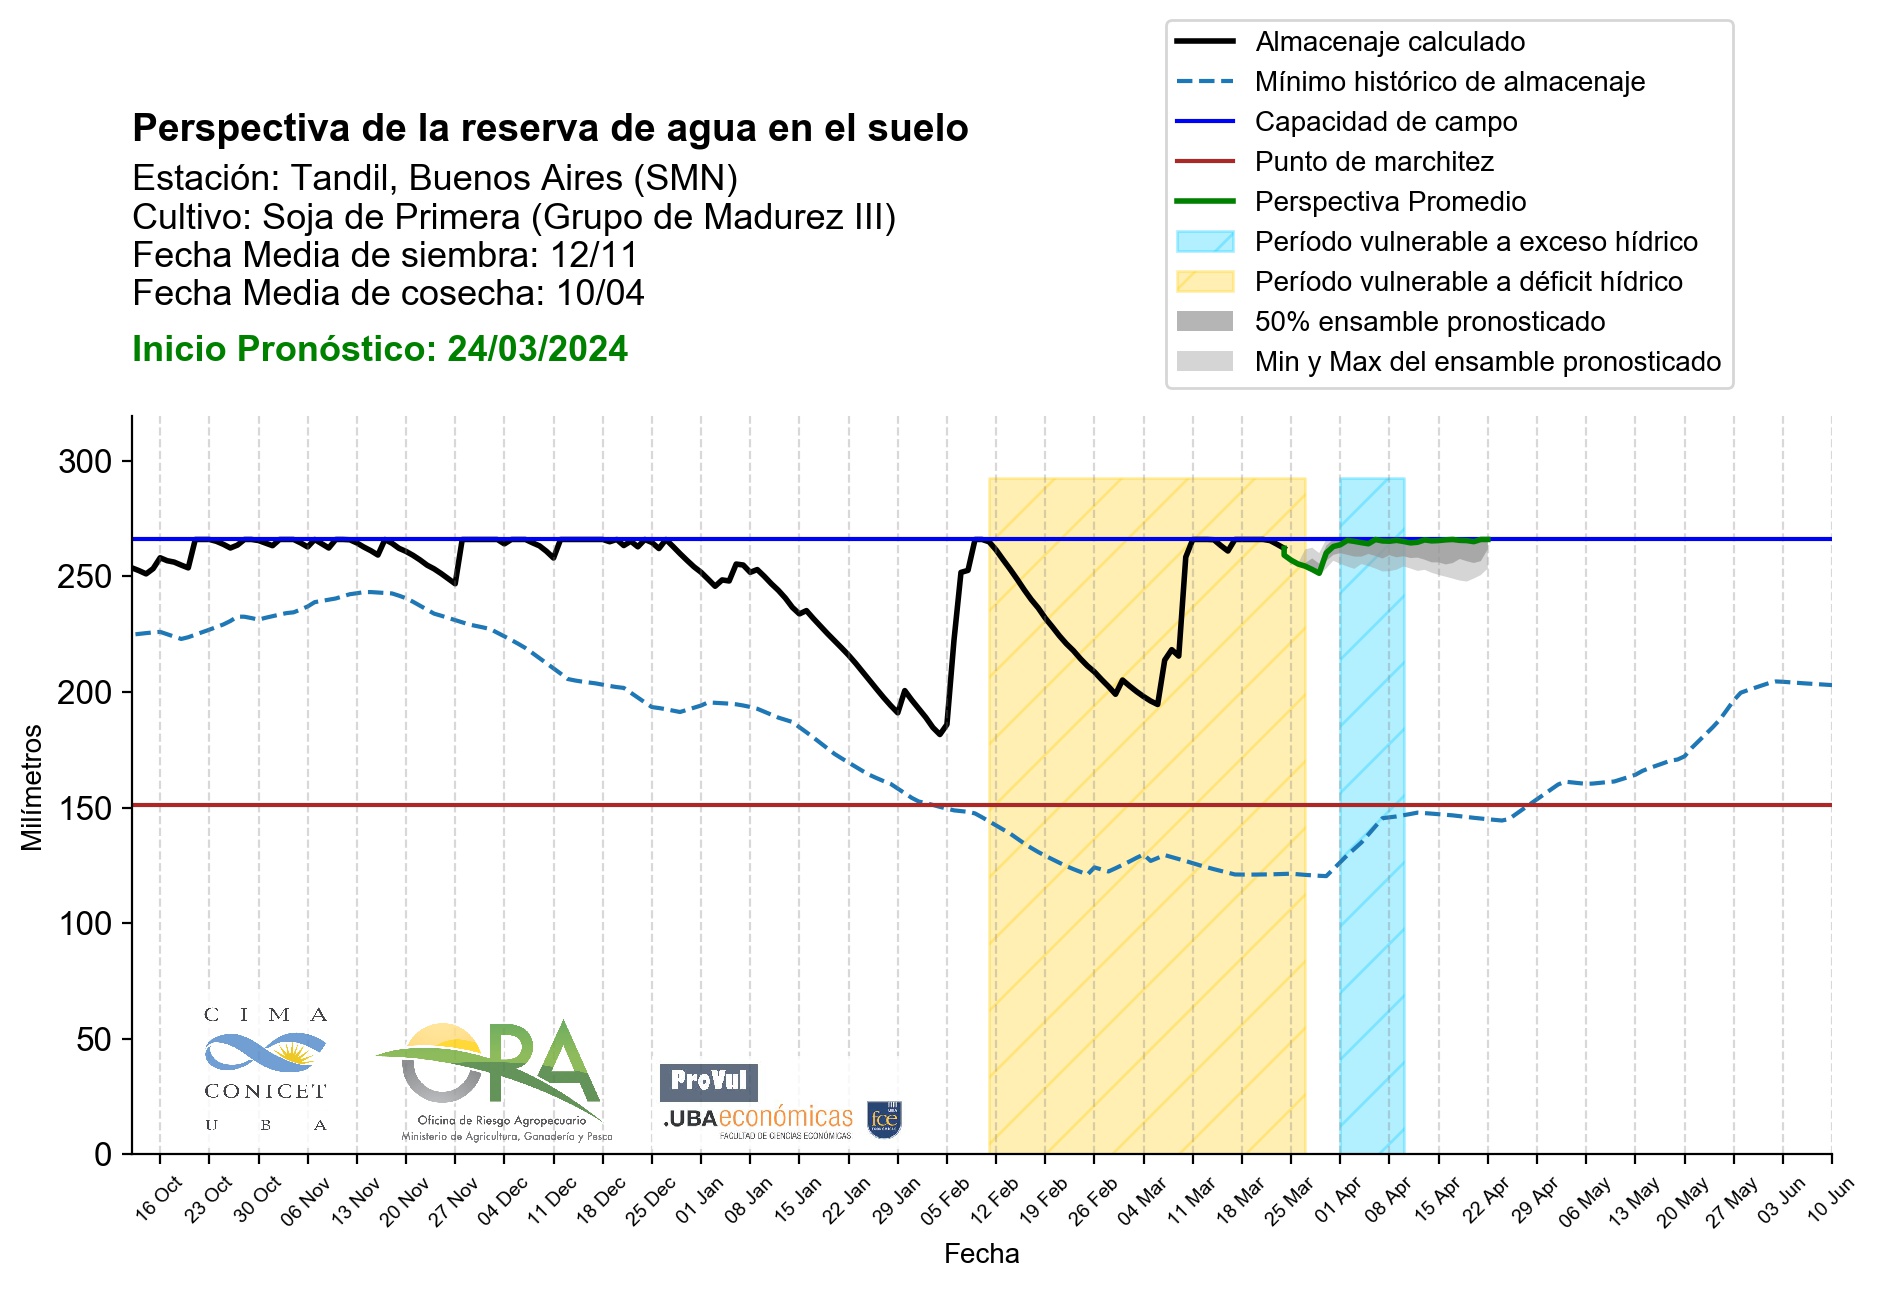 Almacenaje calculado
Mínimo histórico de almacenaje
Capacidad de campo
Punto de marchitez
Perspectiva Promedio
Período vulnerable a exceso hídrico
Período vulnerable a déficit hídrico
50% ensamble pronosticado
Min y Max del ensamble pronosticado
Perspectiva de la reserva de agua en el suelo
Estación: Tandil, Buenos Aires (SMN)
Cultivo: Soja de Primera (Grupo de Madurez III)
Fecha Media de siembra: 12/11
Fecha Media de cosecha: 10/04
Inicio Pronóstico: 24/03/2024
300
250
200
150
100
50
0
Milímetros
CIMA
CONICET
UBA
ORA
Oficina de Riesgo Agropecuario
Ministerio de Agricultura, Ganadería y Pesca
ProVul
.UBAeconómicas
FACULTAD DE CIENCIAS ECONÓMICAS
fce
16 Oct
23 Oct
30 Oct
06 Nov
13 Nov
20 Nov
27 Nov
04 Dec
11 Dec
18 Dec
25 Dec
01 Jan
08 Jan
15 Jan
22 Jan
29 Jan
05 Feb
12 Feb
19 Feb
26 Feb
04 Mar
11 Mar
18 Mar
25 Mar
01 Apr
08 Apr
15 Apr
22 Apr
29 Apr
06 May
13 May
20 May
27 May
03 Jun
10 Jun
Fecha